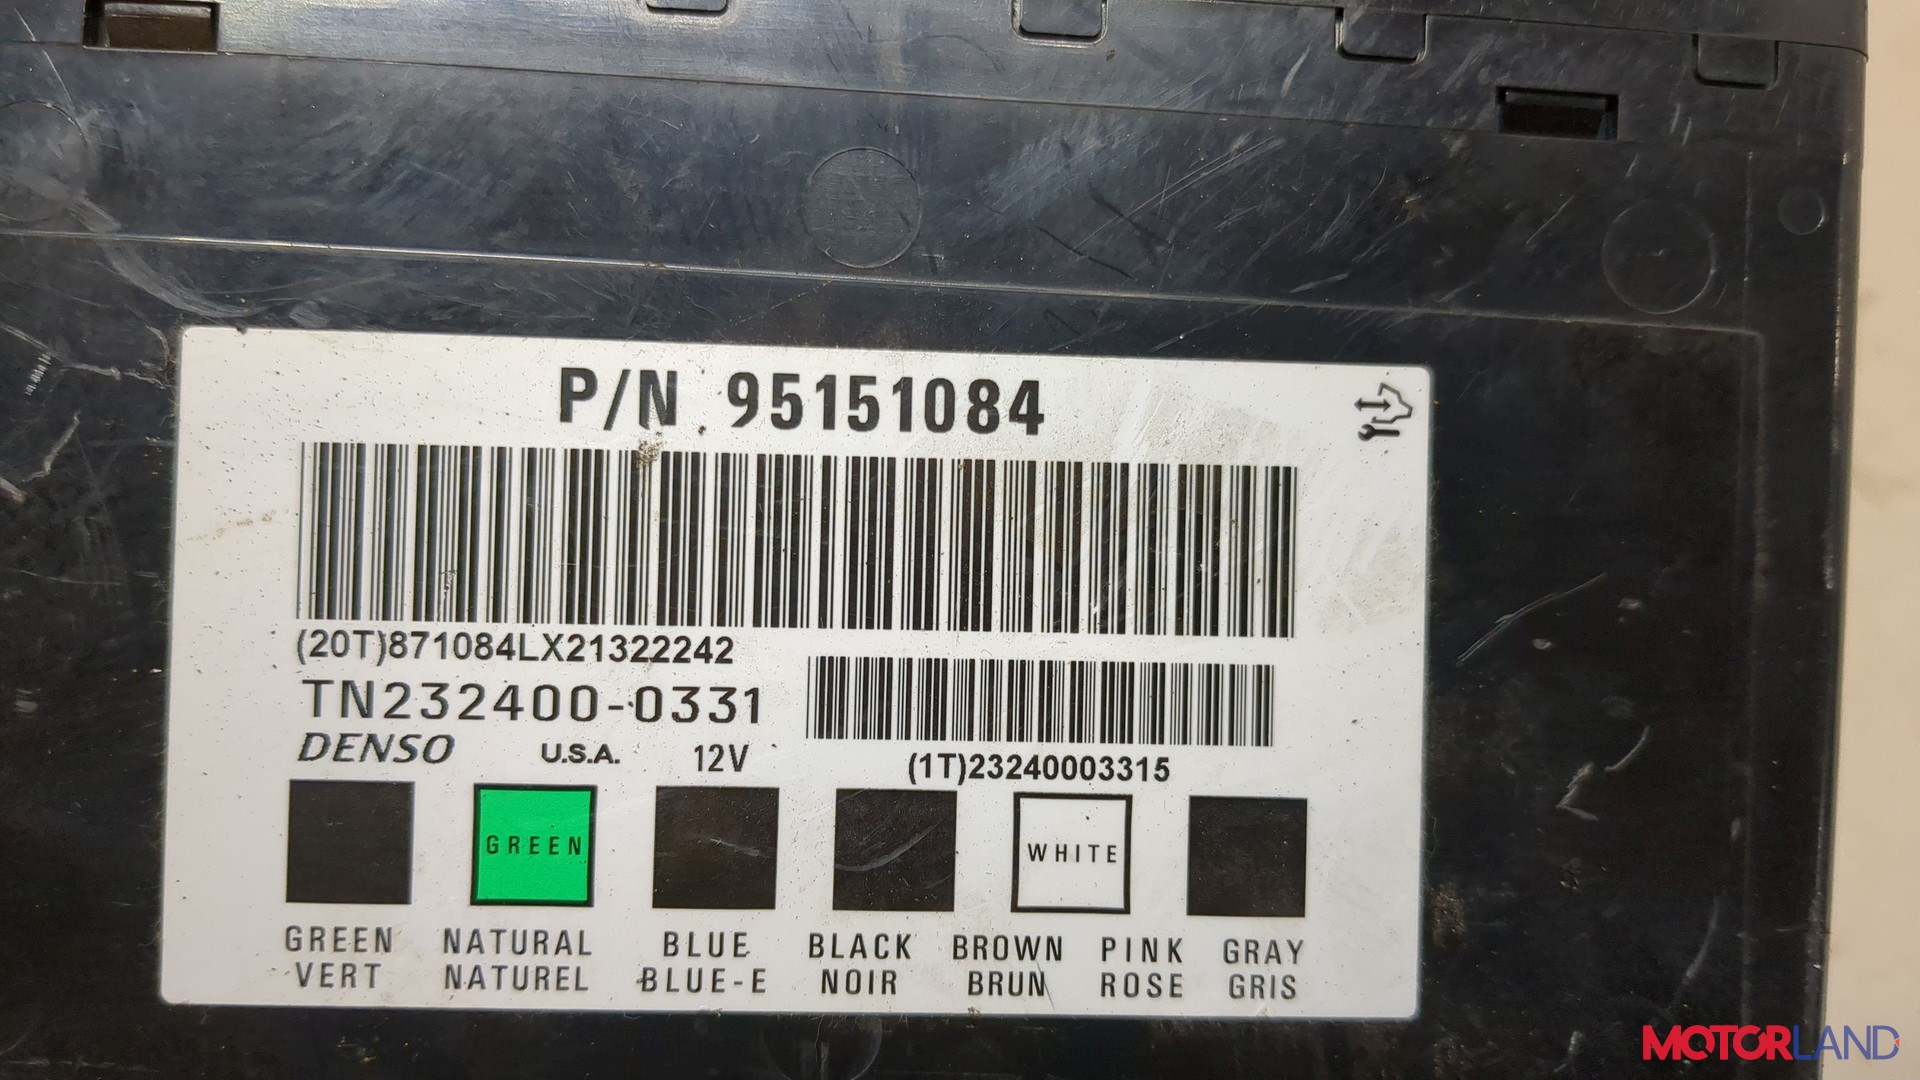 P/N 95151084
(20T)871084LX21322242
TN232400-0331
DENSO U.S.A. 12V
(1T)23240003315
GREEN WHITE
GREEN NATURAL BLUE BLACK BROWN PINK GRAY
VERT NATUREL BLUE-E NOIR BRUN ROSE GRIS
MOTORLAND